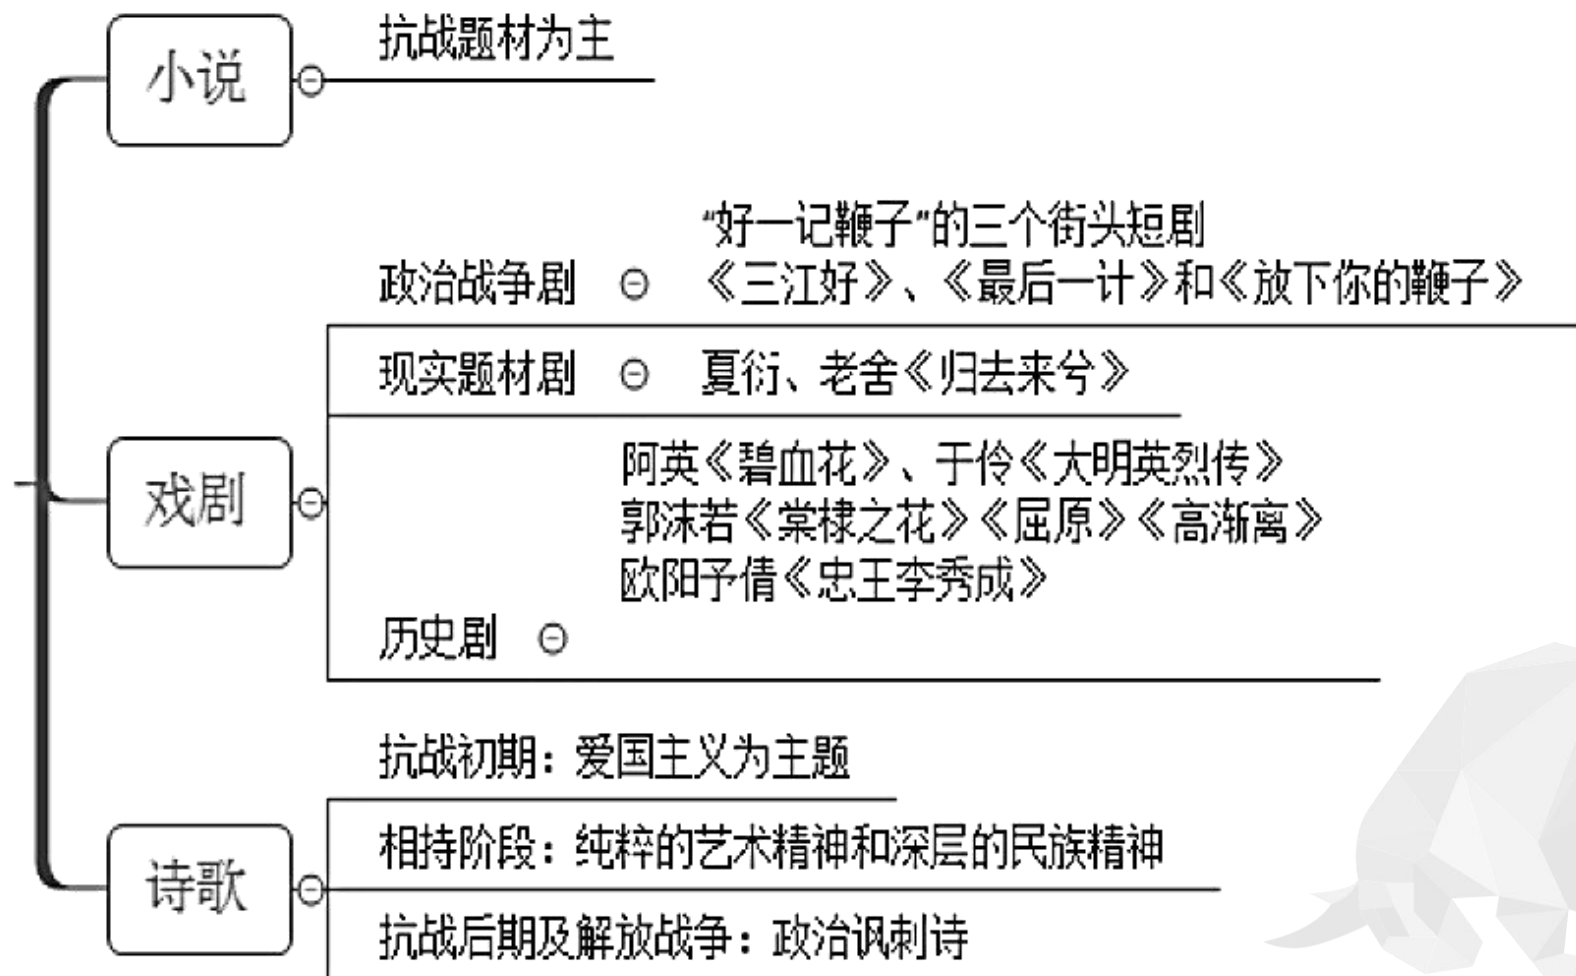 小说
抗战题材为主
戏剧
政治战争剧
“好一记鞭子”的三个街头短剧
《三江好》、《最后一计》和《放下你的鞭子》
现实题材剧
夏衍、老舍《归去来兮》
历史剧
阿英《碧血花》、于伶《大明英烈传》
郭沫若《棠棣之花》《屈原》《高渐离》
欧阳予倩《忠王李秀成》
诗歌
抗战初期：爱国主义为主题
相持阶段：纯粹的艺术精神和深层的民族精神
抗战后期及解放战争：政治讽刺诗